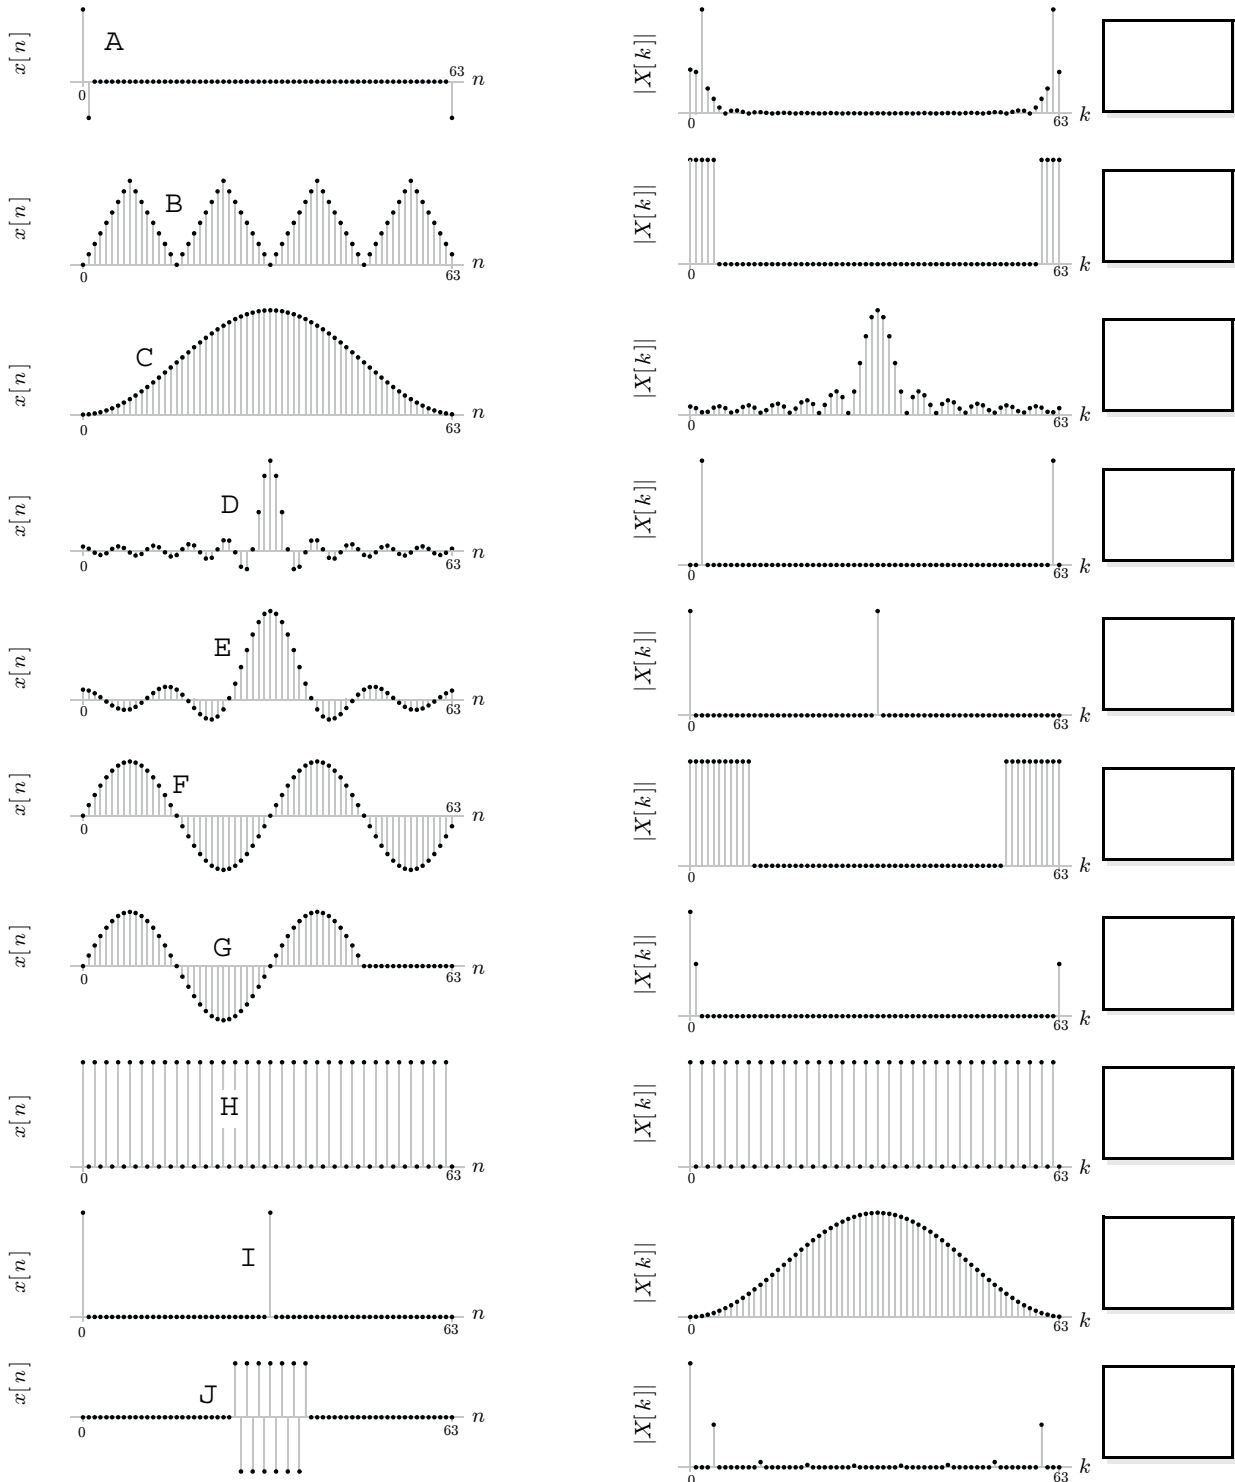 x[n] A 0 63 n |X[k]| 0 63 k
x[n] B 0 63 n |X[k]| 0 63 k
x[n] C 0 63 n |X[k]| 0 63 k
x[n] D 0 63 n |X[k]| 0 63 k
x[n] E 0 63 n |X[k]| 0 63 k
x[n] F 0 63 n |X[k]| 0 63 k
x[n] G 0 63 n |X[k]| 0 63 k
x[n] H 0 63 n |X[k]| 0 63 k
x[n] I 0 63 n |X[k]| 0 63 k
x[n] J 0 63 n |X[k]| 0 63 k